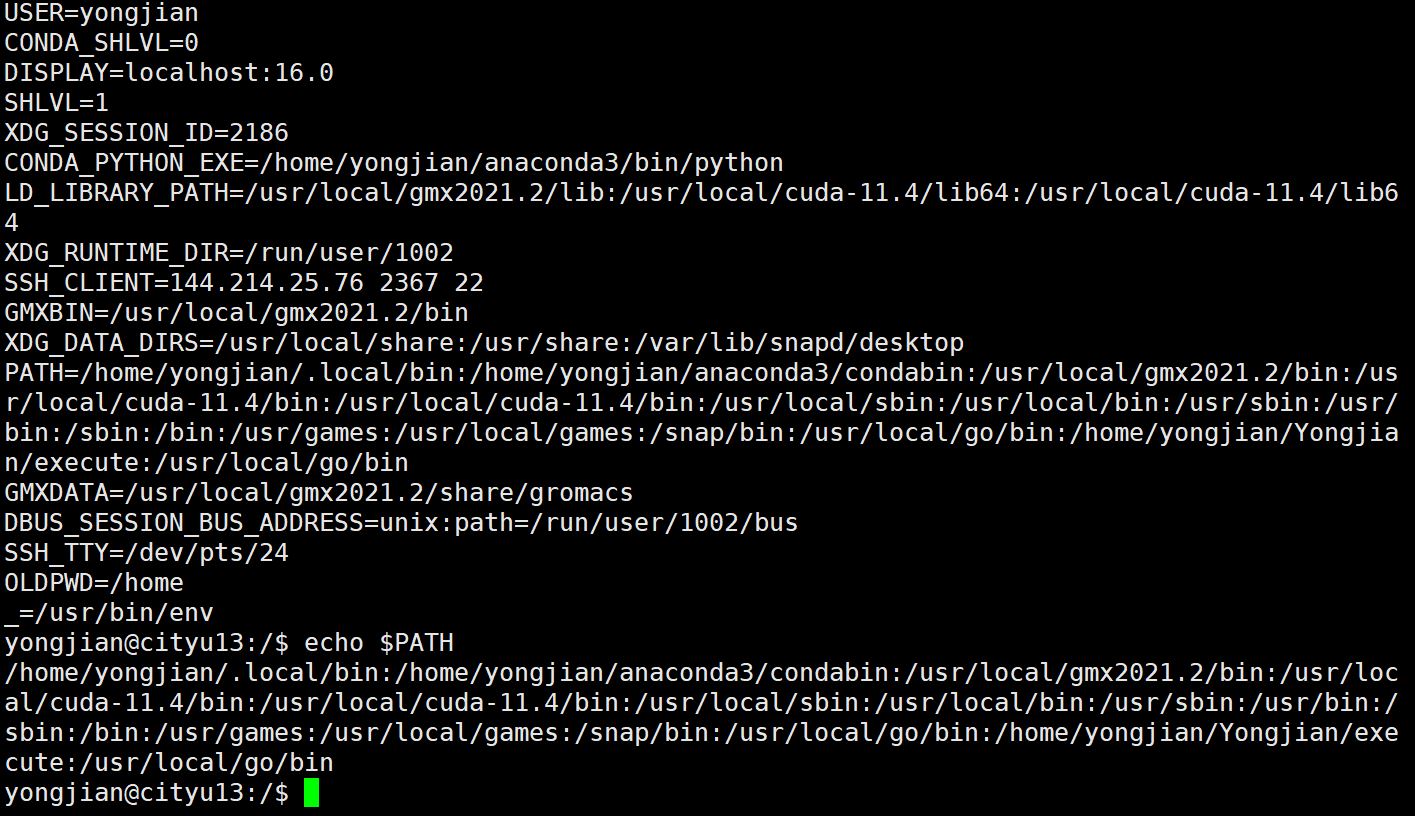 USER=yongjian
CONDA_SHLVL=0
DISPLAY=localhost:16.0
SHLVL=1
XDG_SESSION_ID=2186
CONDA_PYTHON_EXE=/home/yongjian/anaconda3/bin/python
LD_LIBRARY_PATH=/usr/local/gmx2021.2/lib:/usr/local/cuda-11.4/lib64:/usr/local/cuda-11.4/lib6
4
XDG_RUNTIME_DIR=/run/user/1002
SSH_CLIENT=144.214.25.76 2367 22
GMXBIN=/usr/local/gmx2021.2/bin
XDG_DATA_DIRS=/usr/local/share:/usr/share:/var/lib/snapd/desktop
PATH=/home/yongjian/.local/bin:/home/yongjian/anaconda3/condabin:/usr/local/gmx2021.2/bin:/us
r/local/cuda-11.4/bin:/usr/local/cuda-11.4/bin:/usr/local/sbin:/usr/local/bin:/usr/sbin:/usr/
bin:/sbin:/bin:/usr/games:/usr/local/games:/snap/bin:/usr/local/go/bin:/home/yongjian/Yongjia
n/execute:/usr/local/go/bin
GMXDATA=/usr/local/gmx2021.2/share/gromacs
DBUS_SESSION_BUS_ADDRESS=unix:path=/run/user/1002/bus
SSH_TTY=/dev/pts/24
OLDPWD=/home
_=/usr/bin/env
yongjian@cityu13:/$ echo $PATH
/home/yongjian/.local/bin:/home/yongjian/anaconda3/condabin:/usr/local/gmx2021.2/bin:/usr/loc
al/cuda-11.4/bin:/usr/local/cuda-11.4/bin:/usr/local/sbin:/usr/local/bin:/usr/sbin:/usr/bin:/
sbin:/bin:/usr/games:/usr/local/games:/snap/bin:/usr/local/go/bin:/home/yongjian/Yongjian/exe
cute:/usr/local/go/bin
yongjian@cityu13:/$